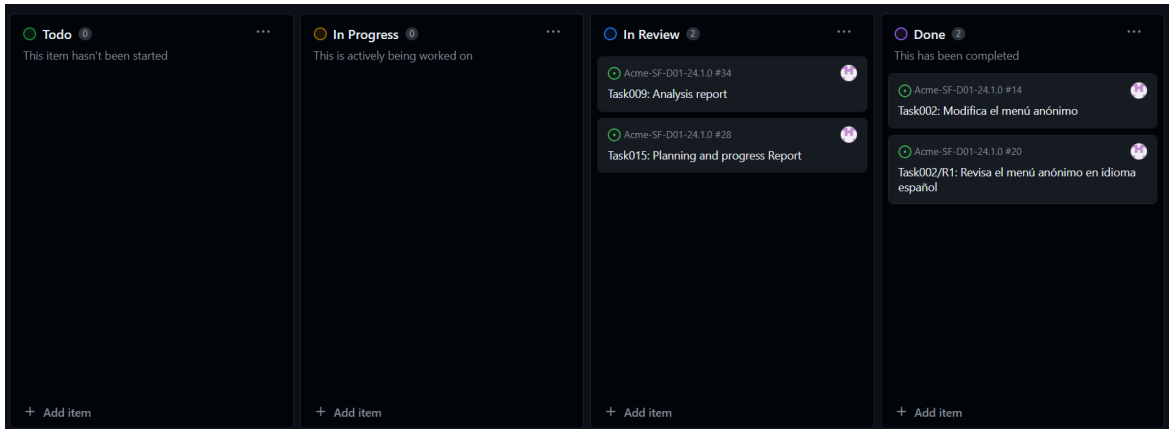 Todo 0
This item hasn't been started
+ Add item
In Progress 0
This is actively being worked on
+ Add item
In Review 2
Acme-SF-D01-24.1.0 #34
Task009: Analysis report
Acme-SF-D01-24.1.0 #28
Task015: Planning and progress Report
+ Add item
Done 2
This has been completed
Acme-SF-D01-24.1.0 #14
Task002: Modifica el menú anónimo
Acme-SF-D01-24.1.0 #20
Task002/R1: Revisa el menú anónimo en idioma
español
+ Add item